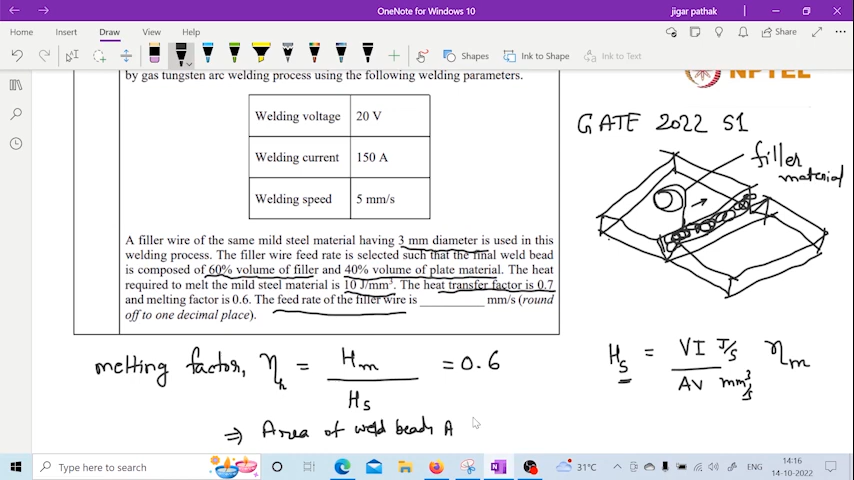 OneNote for Windows 10
jigar pathak
Home Insert Draw View Help
Share
Shapes Ink to Shape Ink to Text
by gas tungsten arc welding process using the following welding parameters.
NPTEL
Welding voltage 20 V
Welding current 150 A
Welding speed 5 mm/s
GATE 2022 S1
filler
material
A filler wire of the same mild steel material having 3 mm diameter is used in this
welding process. The filler wire feed rate is selected such that the final weld bead
is composed of 60% volume of filler and 40% volume of plate material. The heat
required to melt the mild steel material is 10 J/mm³. The heat transfer factor is 0.7
and melting factor is 0.6. The feed rate of the filler wire is __________ mm/s (round
off to one decimal place).
melting factor, ηh = Hm / Hs = 0.6
Hs = VI J/s / AV mm³/s ηm
⇒ Area of weld bead, A
Type here to search
31°C
ENG
14:16
14-10-2022